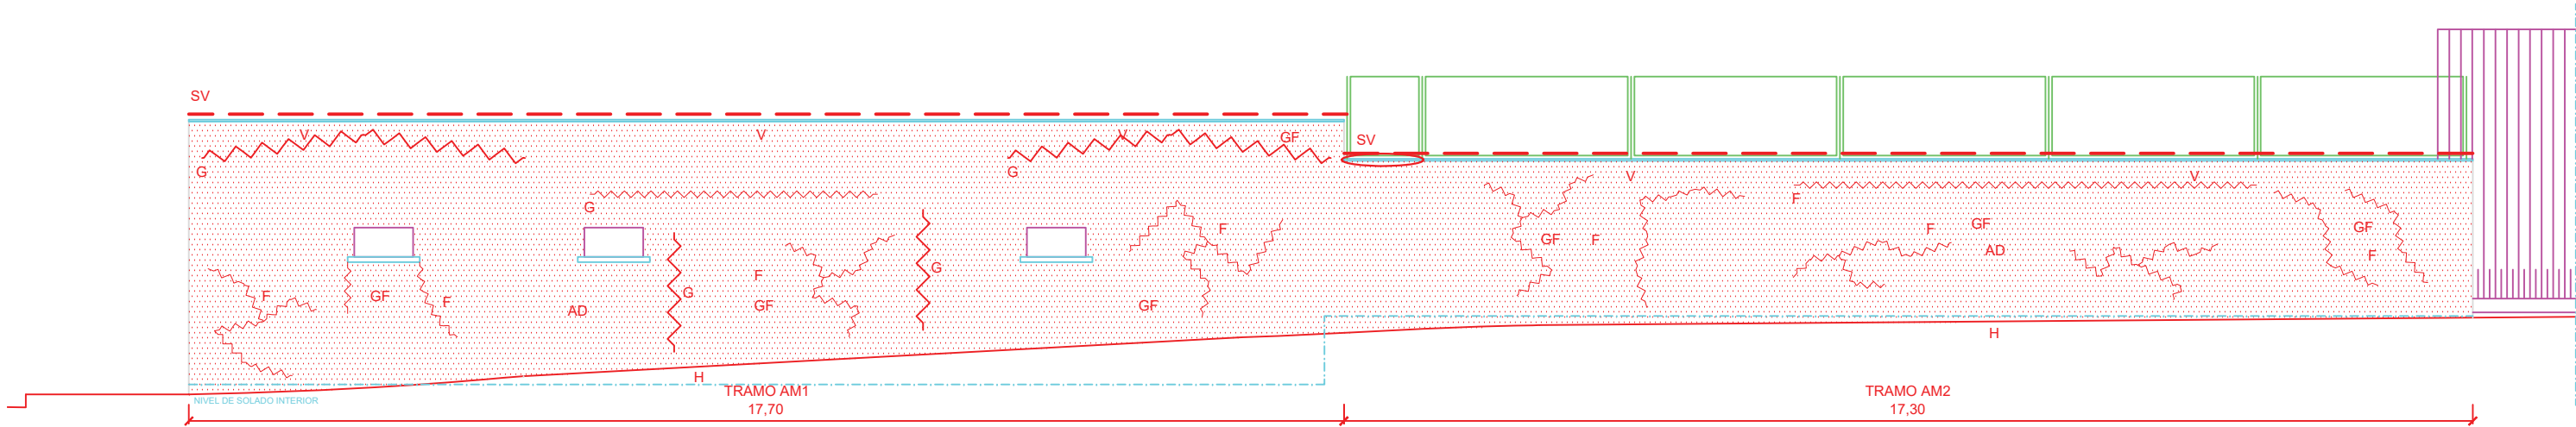 SV
V
V
V
GF
SV
G
G
V
V
G
F
F
F
GF
GF
GF
F
AD
F
G
F
G
F
GF
F
AD
GF
GF
H
H
TRAMO AM1
TRAMO AM2
NIVEL DE SOLADO INTERIOR
17,70
17,30